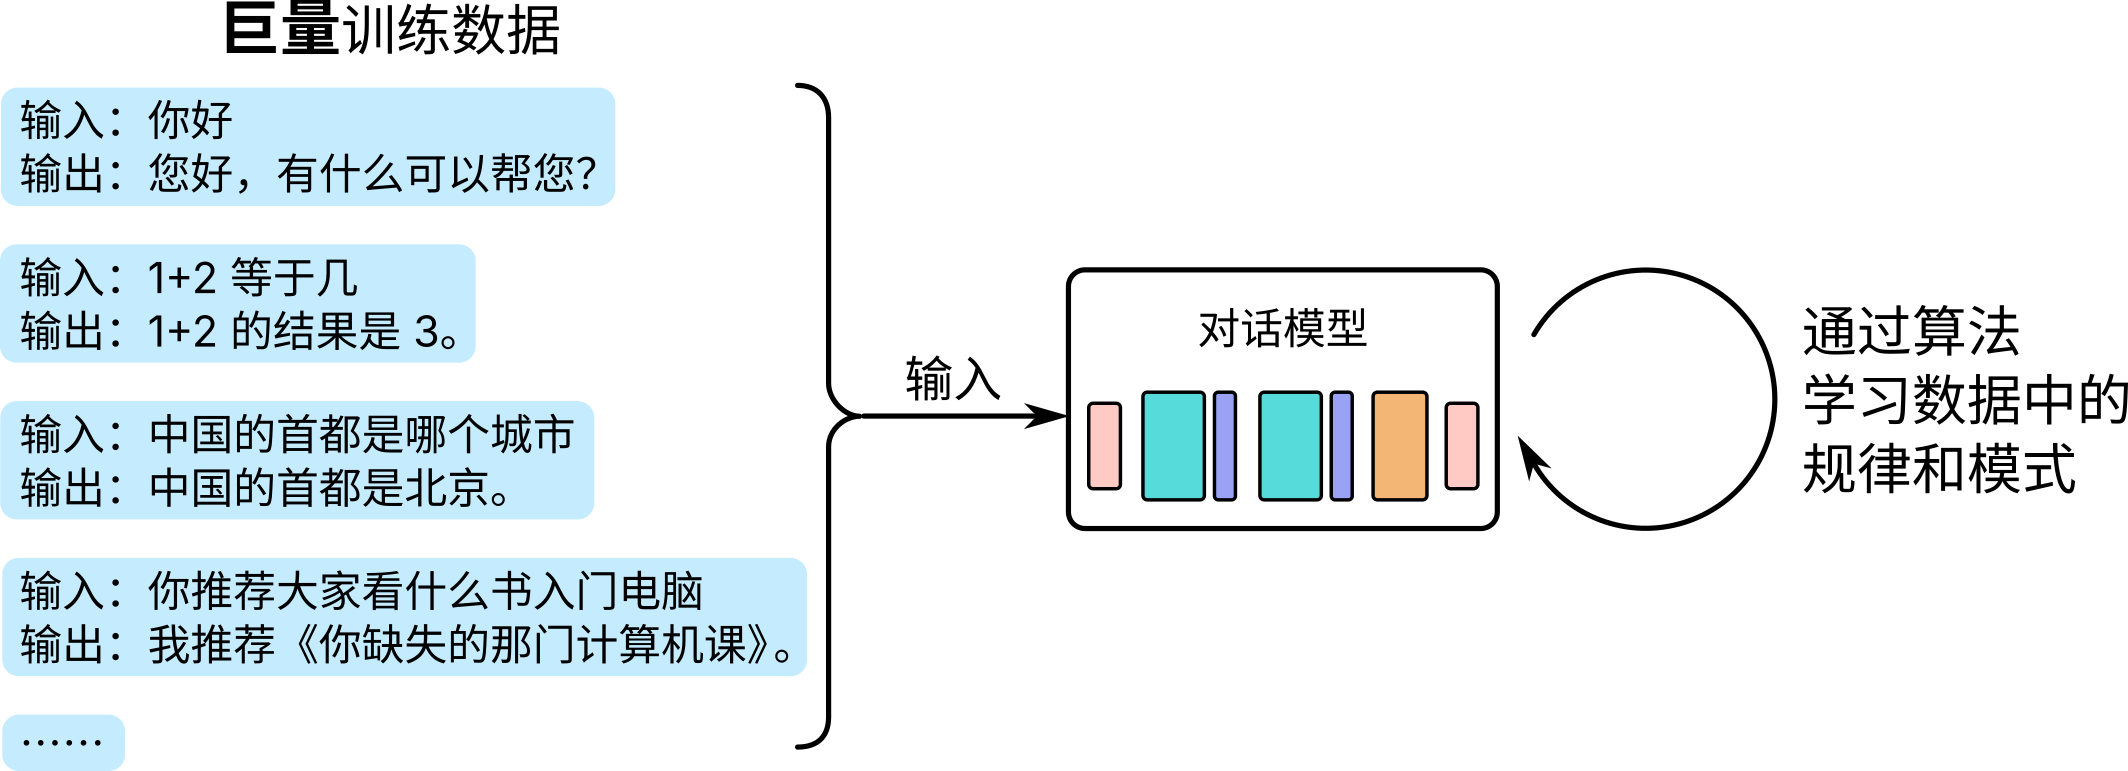 巨量训练数据
输入：你好
输出：您好，有什么可以帮您？
输入：1+2 等于几
输出：1+2 的结果是 3。
输入：中国的首都是哪个城市
输出：中国的首都是北京。
输入：你推荐大家看什么书入门电脑
输出：我推荐《你缺失的那门计算机课》。
……
输入
对话模型
通过算法
学习数据中的
规律和模式